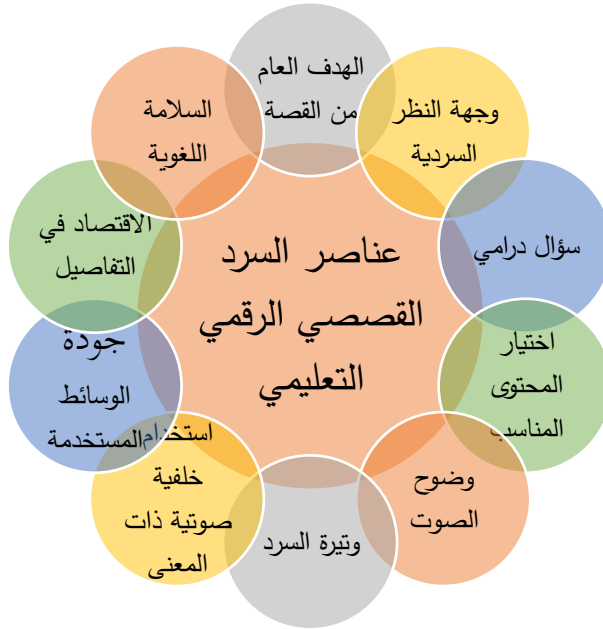 عناصر السرد
القصصي الرقمي
التعليمي
الهدف العام
من القصة
وجهة النظر
السردية
سؤال درامي
اختيار
المحتوى
المناسب
وضوح
الصوت
وتيرة السرد
استخدام
خلفية
صوتية ذات
المعنى
جودة
الوسائط
المستخدمة
الاقتصاد في
التفاصيل
السلامة
اللغوية